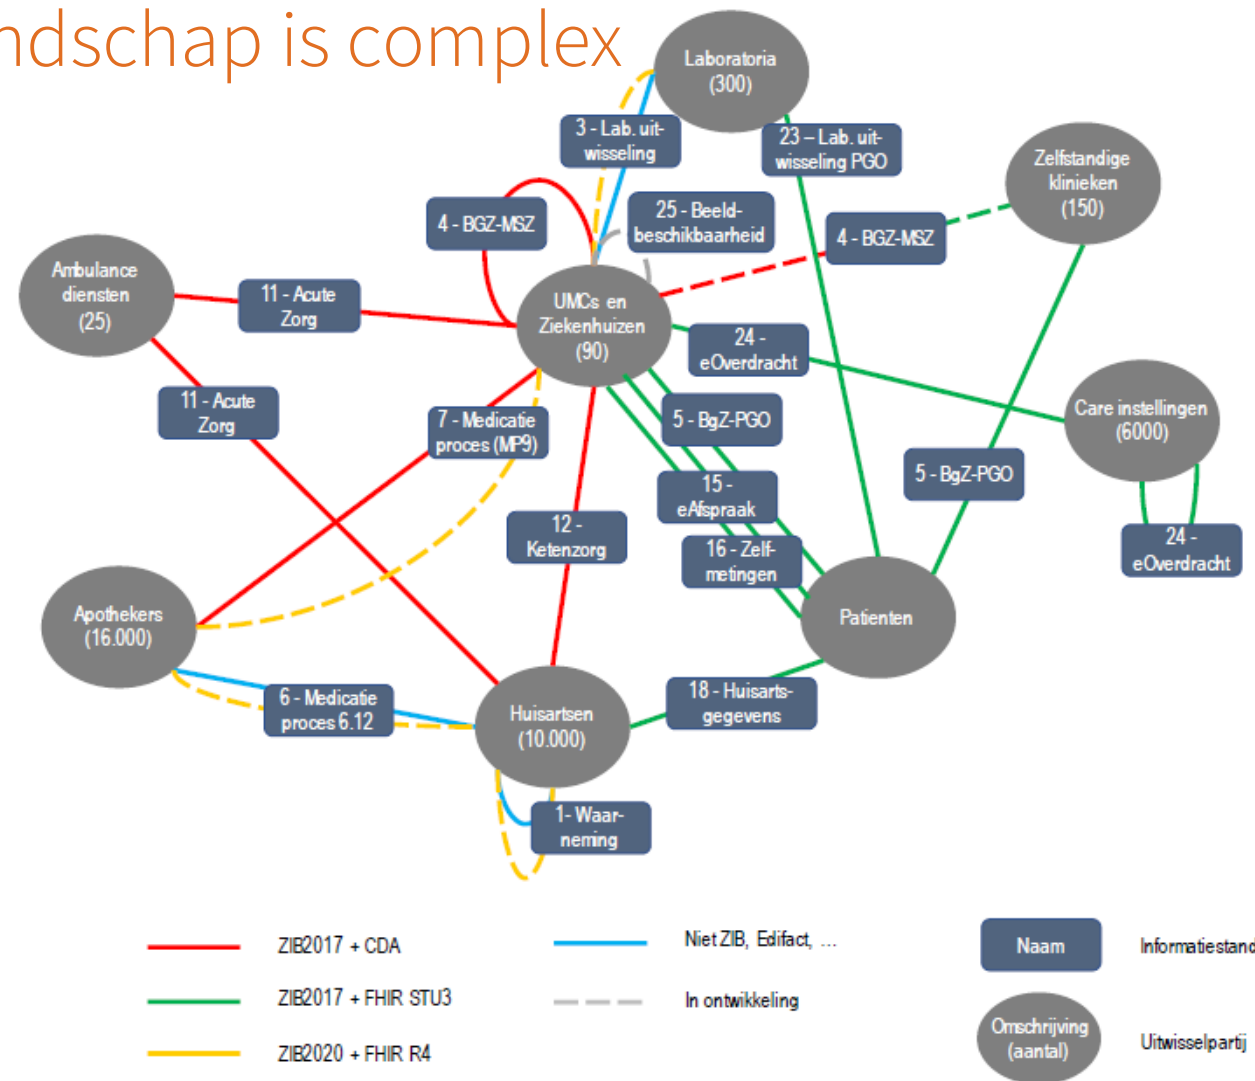 ndschap is complex
Laboratoria
(300)
3 - Lab. uit-
wisseling
23 – Lab. uit-
wisseling PGO
Zelfstandige
klinieken
(150)
4 - BGZ-MSZ
25 - Beeld-
beschikbaarheid
4 - BGZ-MSZ
Ambulance
diensten
(25)
11 - Acute
Zorg
UMCs en
Ziekenhuizen
(90)
24 -
eOverdracht
11 - Acute
Zorg
7 - Medicatie
proces (MP9)
5 - BgZ-PGO
Care instellingen
(6000)
5 - BgZ-PGO
15 -
eAfspraak
12 -
Ketenzorg
16 - Zelf-
metingen
24 -
eOverdracht
Apothekers
(16.000)
Patienten
6 - Medicatie
proces 6.12
Huisartsen
(10.000)
18 - Huisarts-
gegevens
1- Waar-
neming
ZIB2017 + CDA
Niet ZIB, Edifact, ...
Naam
Informatiestand
ZIB2017 + FHIR STU3
In ontwikkeling
ZIB2020 + FHIR R4
Omschrijving
(aantal)
Uitwisselpartij